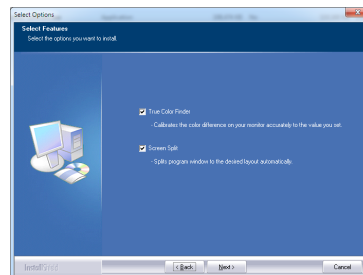 Select Options
Select Features
Select the options you want to install.
True Color Finder
- Calibrates the color difference on your monitor accurately to the value you set.
Screen Split
- Splits program window to the desired layout automatically.
< Back
Next >
Cancel